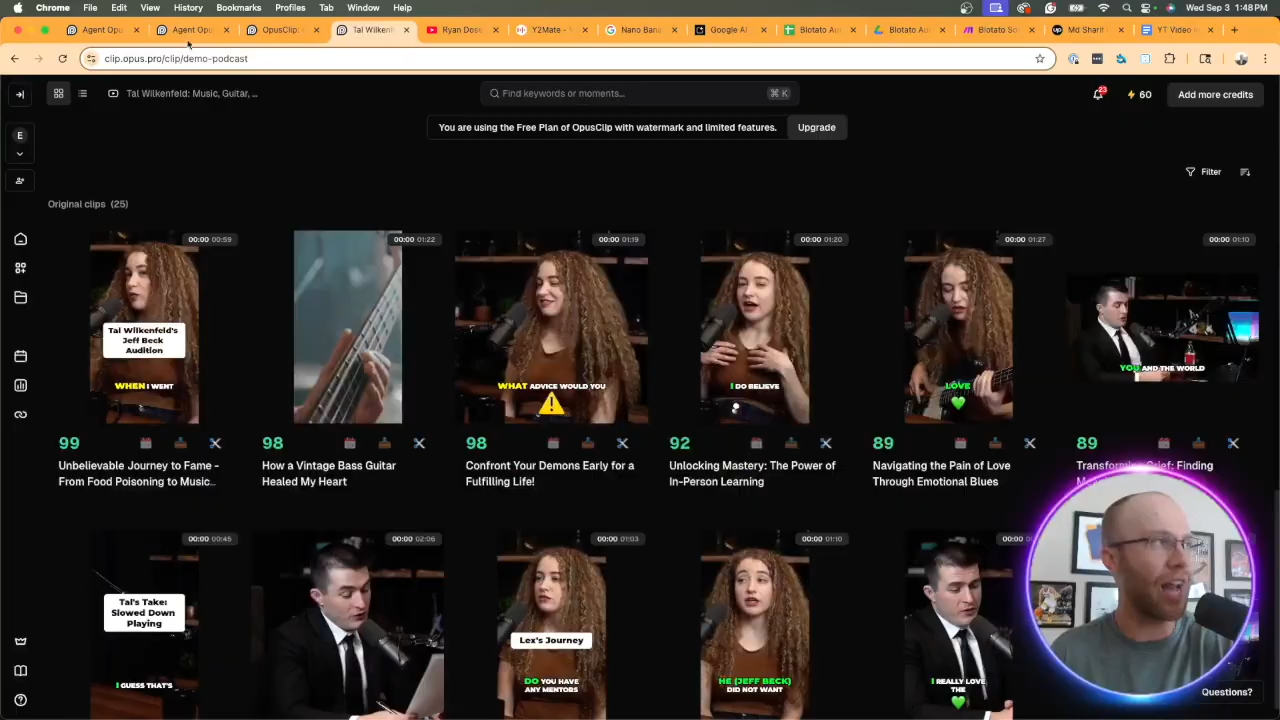 Chrome File Edit View History Bookmarks Profiles Tab Window Help
Wed Sep 3 1:48 PM
Agent Opu
Agent Opu
OpusClip:
Tal Wilkenf
Ryan Dose
Y2Mate -
Nano Bana
Google AI
Blotato Au
Blotato Au
Blotato So
Md Sharif
YT Video
clip.opus.pro/clip/demo-podcast
Tal Wilkenfeld: Music, Guitar, ...
Find keywords or moments...
⌘ K
23
60
Add more credits
E
You are using the Free Plan of OpusClip with watermark and limited features.
Upgrade
Filter
Original clips (25)
00:00 00:59
00:00 01:22
00:00 01:19
00:00 01:20
00:00 01:27
00:00 01:10
Tal Wilkenfeld's
Jeff Beck
Audition
WHEN I WENT
WHAT ADVICE WOULD YOU
I DO BELIEVE
LOVE
YOU AND THE WORLD
99
98
98
92
89
89
Unbelievable Journey to Fame -
From Food Poisoning to Music...
How a Vintage Bass Guitar
Healed My Heart
Confront Your Demons Early for a
Fulfilling Life!
Unlocking Mastery: The Power of
In-Person Learning
Navigating the Pain of Love
Through Emotional Blues
Transforming Grief: Finding
00:00 00:45
00:00 02:06
00:00 01:03
00:00 01:10
00:00
Tal's Take:
Slowed Down
Playing
I GUESS THAT'S
Lex's Journey
DO YOU HAVE
ANY MENTORS
HE (JEFF BECK)
DID NOT WANT
I REALLY LOVE
THE
Questions?